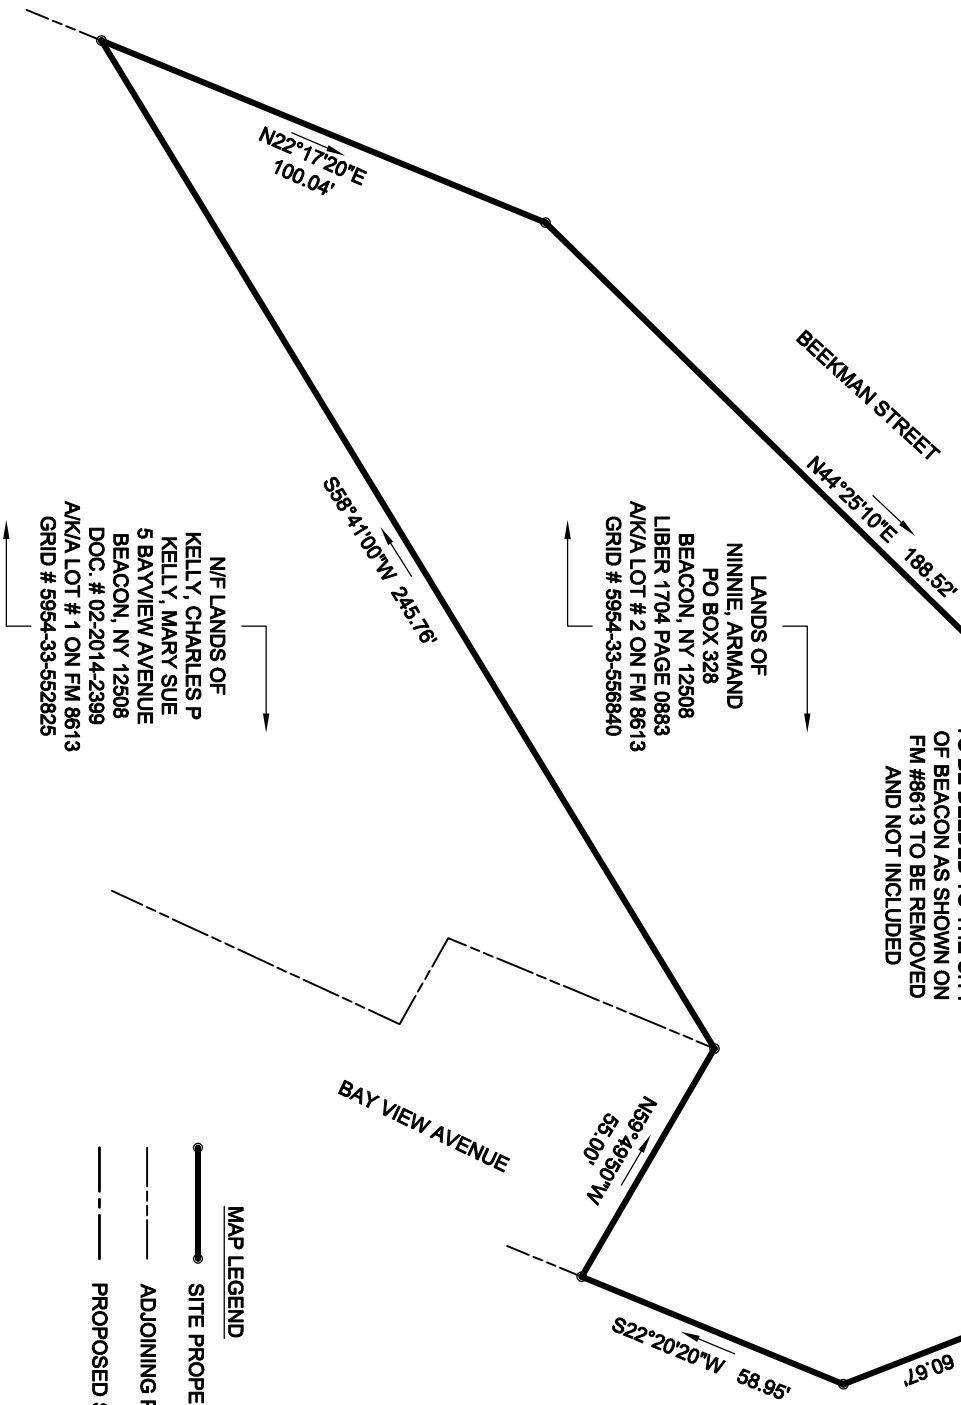 BEEKMAN STREET
N44°25'10"E 188.52'
N22°17'20"E
100.04'
OF BEACON AS SHOWN ON
FM #8613 TO BE REMOVED
AND NOT INCLUDED
LANDS OF
NINNIE, ARMAND
PO BOX 328
BEACON, NY 12508
LIBER 1704 PAGE 0883
A/K/A LOT # 2 ON FM 8613
GRID # 5954-33-556840
S58°41'00"W 245.76'
N/F LANDS OF
KELLY, CHARLES P
KELLY, MARY SUE
5 BAYVIEW AVENUE
BEACON, NY 12508
DOC. # 02-2014-2399
A/K/A LOT # 1 ON FM 8613
GRID # 5954-33-552825
N59°49'50"W
55.00'
BAY VIEW AVENUE
S22°20'20"W 58.95'
60.67'
MAP LEGEND
SITE PROPE
ADJOINING
PROPOSED